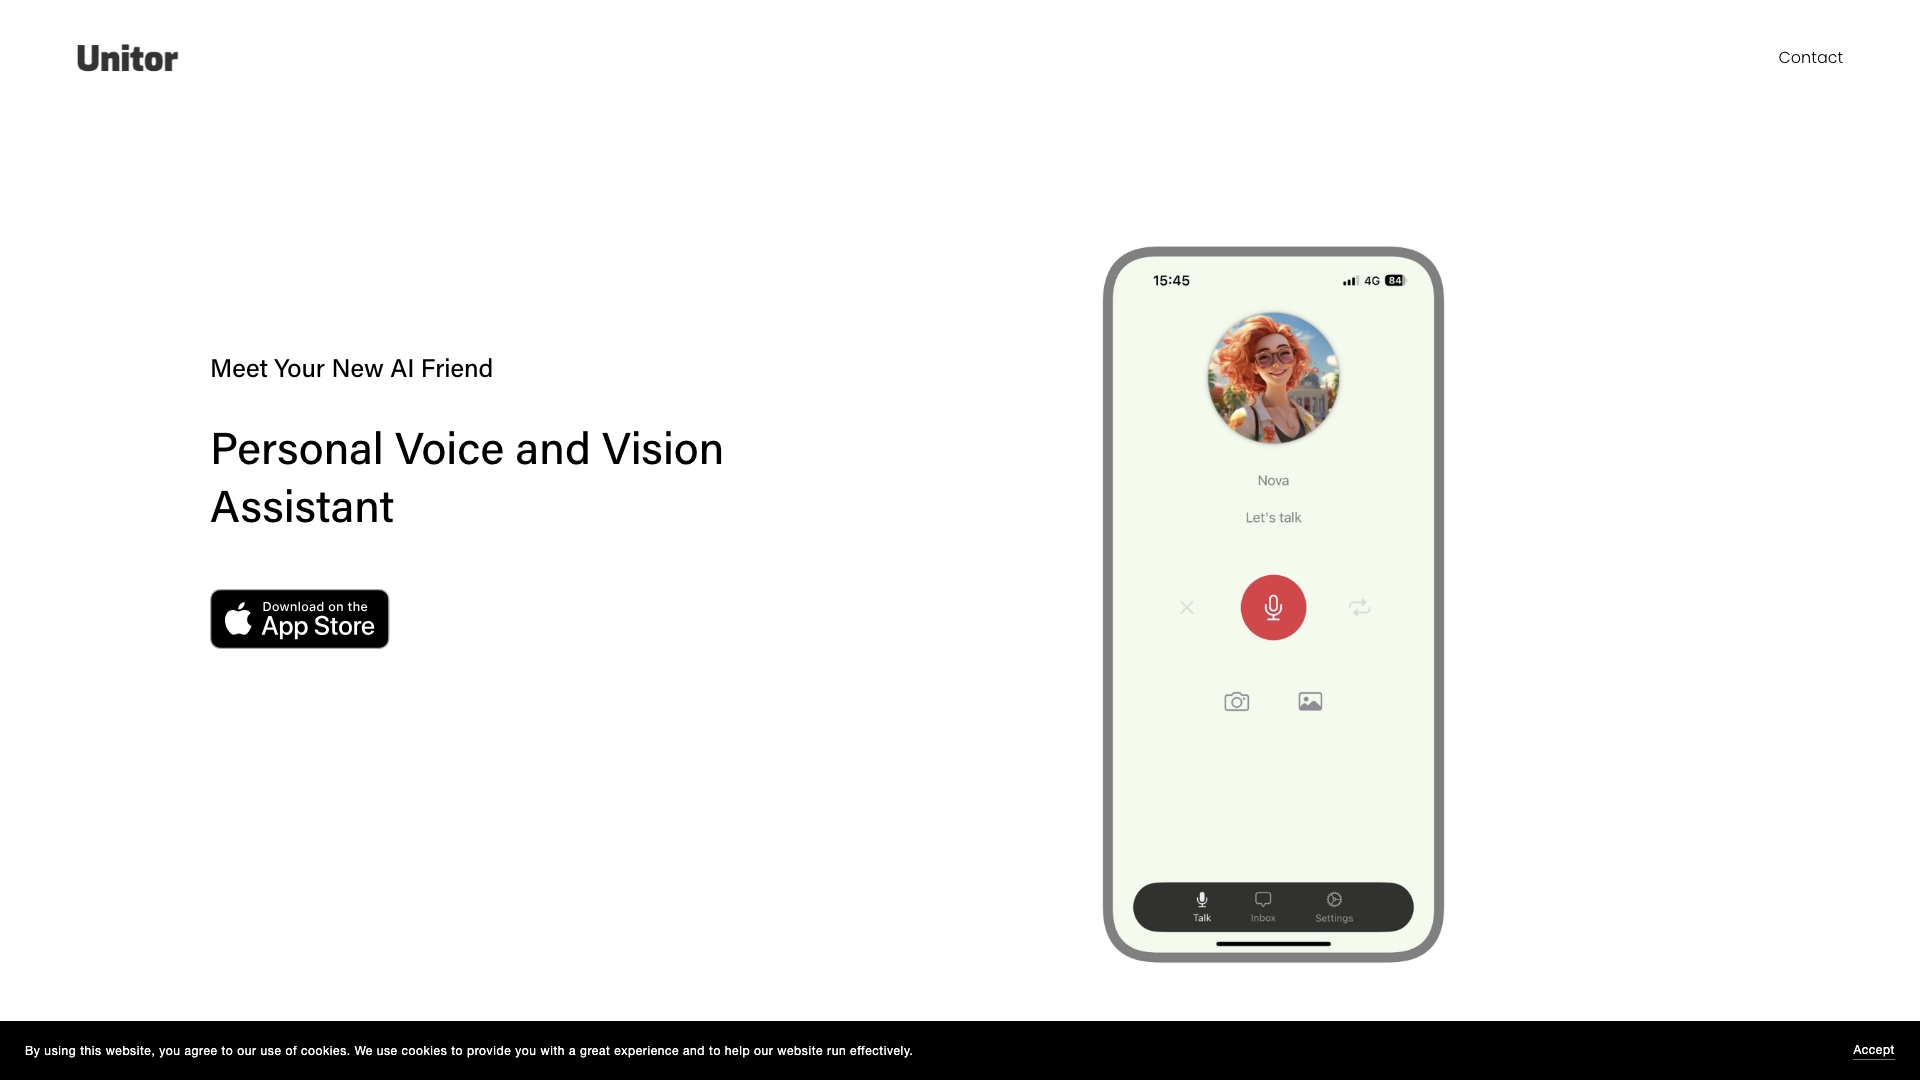 Unitor
Contact
Meet Your New AI Friend
Personal Voice and Vision
Assistant
Download on the
App Store
15:45
4G 84
Nova
Let's talk
Talk Inbox Settings
By using this website, you agree to our use of cookies. We use cookies to provide you with a great experience and to help our website run effectively.
Accept